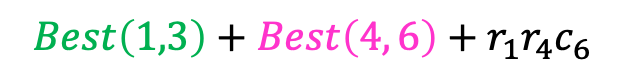 Best(1,3) + Best(4, 6) + r₁r₄c₆